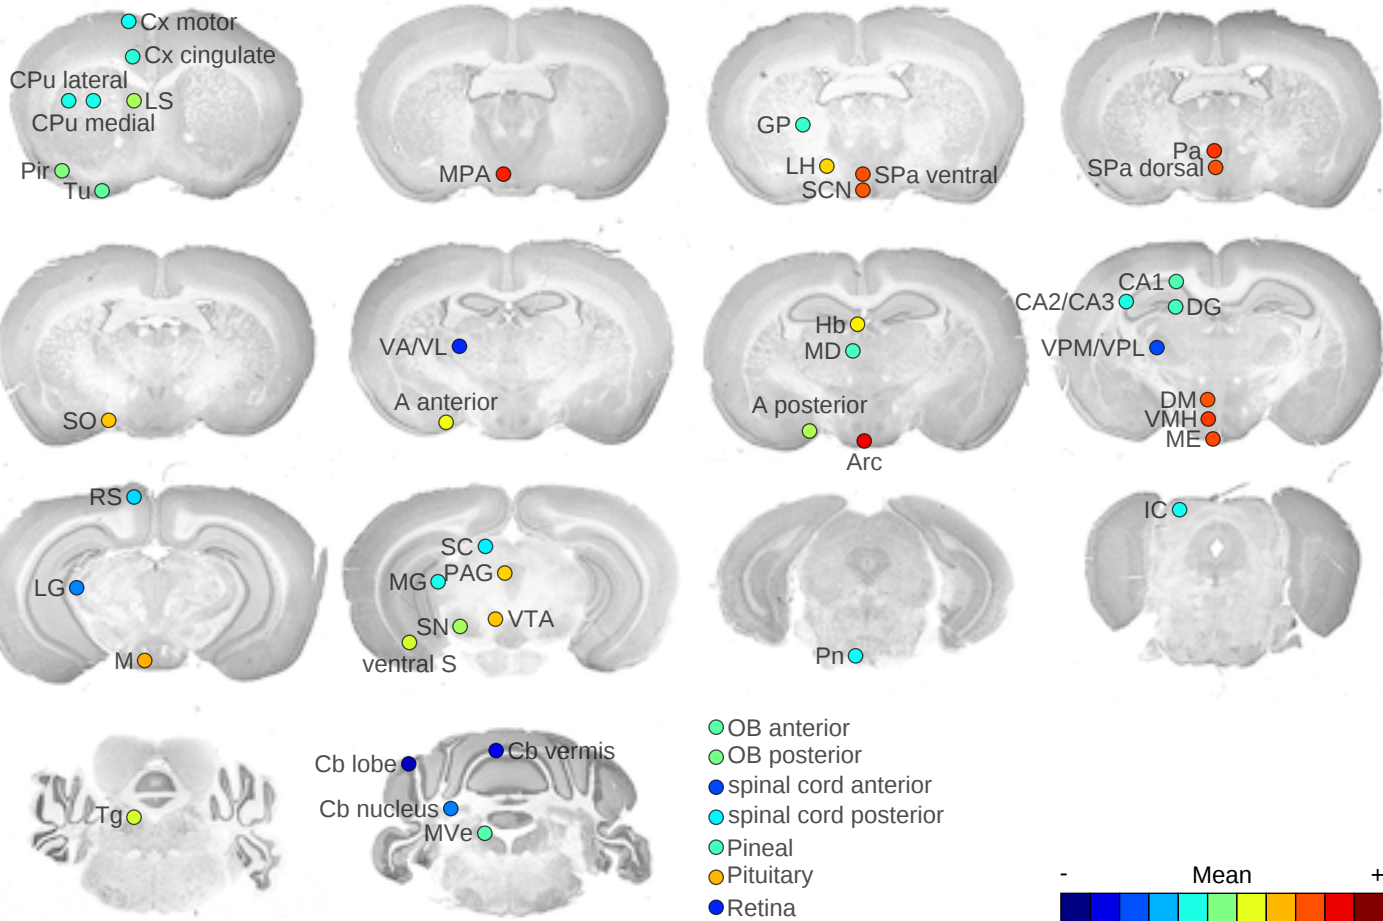 Cx motor
Cx cingulate
CPu lateral
LS
CPu medial
Pir
Tu
MPA
GP
LH
SPa ventral
SCN
Pa
SPa dorsal
SO
VA/VL
A anterior
Hb
MD
A posterior
Arc
CA1
CA2/CA3
DG
VPM/VPL
DM
VMH
ME
RS
LG
M
SC
MG
PAG
SN
VTA
ventral S
Pn
IC
Tg
Cb lobe
Cb vermis
Cb nucleus
MVe
OB anterior
OB posterior
spinal cord anterior
spinal cord posterior
Pineal
Pituitary
Retina
- Mean +